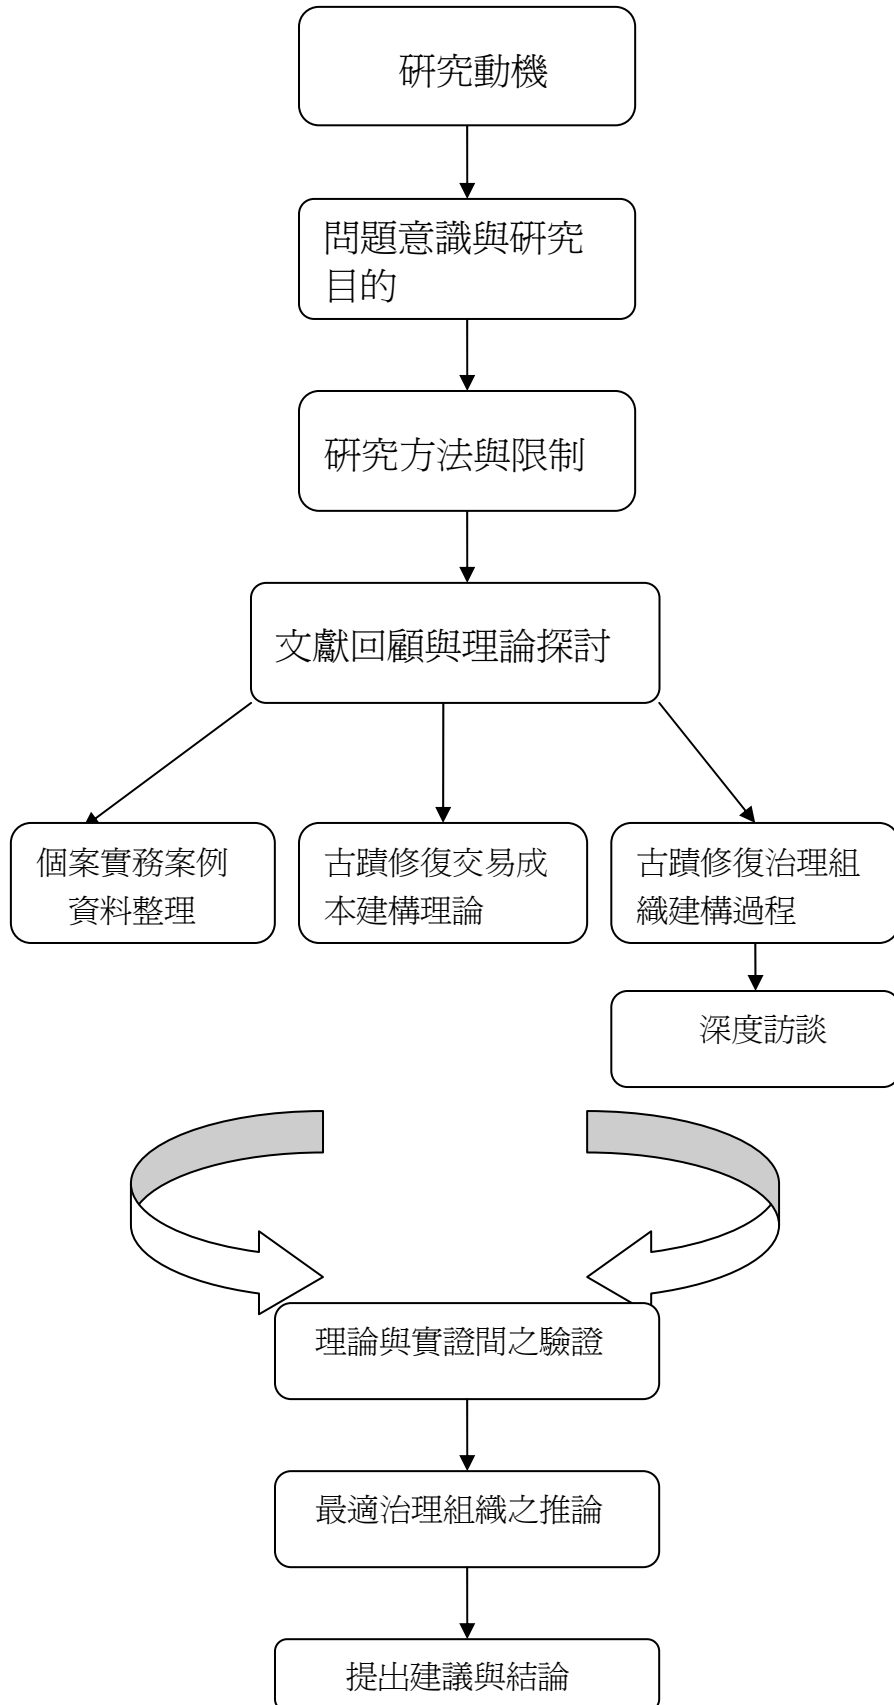 研究動機
問題意識與研究
目的
研究方法與限制
文獻回顧與理論探討
個案實務案例
資料整理
古蹟修復交易成
本建構理論
古蹟修復治理組
織建構過程
深度訪談
理論與實證間之驗證
最適治理組織之推論
提出建議與結論